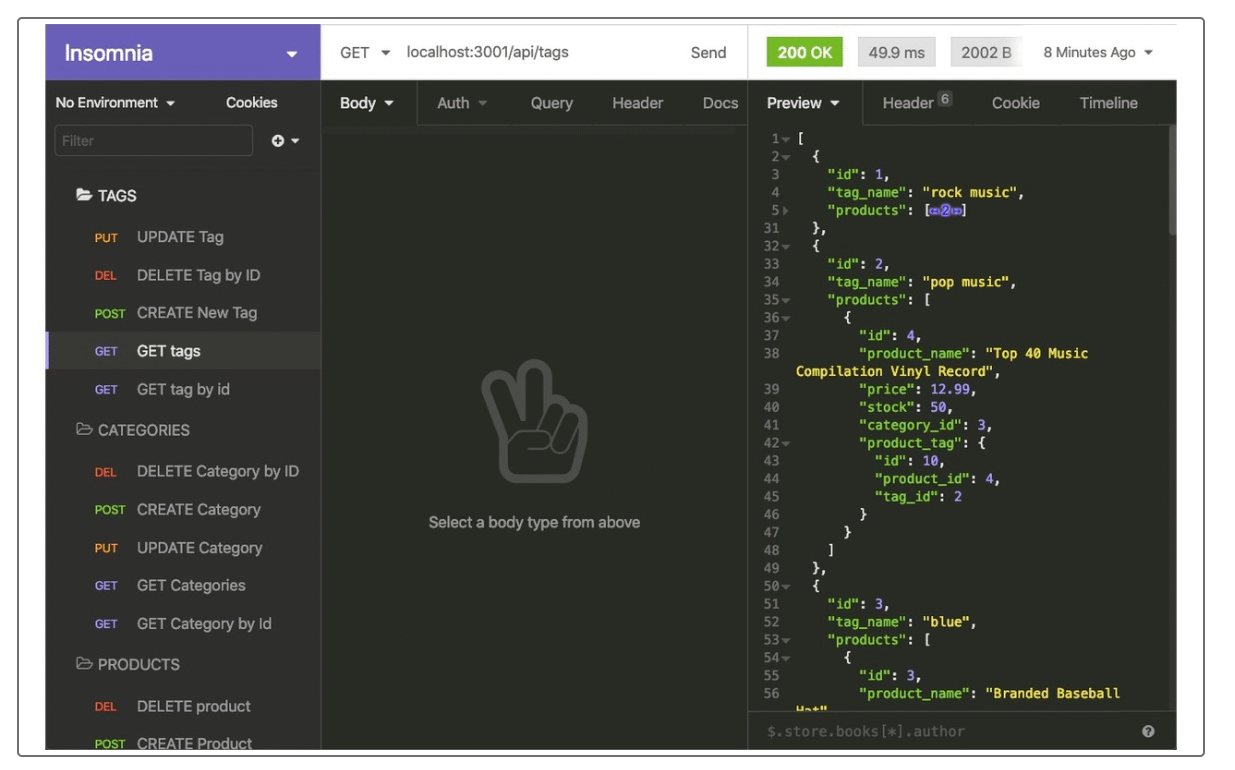 Insomnia
GET localhost:3001/api/tags Send
200 OK 49.9 ms 2002 B 8 Minutes Ago
No Environment Cookies
Filter
TAGS
PUT UPDATE Tag
DEL DELETE Tag by ID
POST CREATE New Tag
GET GET tags
GET GET tag by id
CATEGORIES
DEL DELETE Category by ID
POST CREATE Category
PUT UPDATE Category
GET GET Categories
GET GET Category by Id
PRODUCTS
DEL DELETE product
POST CREATE Product
Body Auth Query Header Docs
Select a body type from above
Preview Header 6 Cookie Timeline
1 [
2 {
3 "id": 1,
4 "tag_name": "rock music",
5 "products": [↔2↔]
31 },
32 {
33 "id": 2,
34 "tag_name": "pop music",
35 "products": [
36 {
37 "id": 4,
38 "product_name": "Top 40 Music
Compilation Vinyl Record",
39 "price": 12.99,
40 "stock": 50,
41 "category_id": 3,
42 "product_tag": {
43 "id": 10,
44 "product_id": 4,
45 "tag_id": 2
46 }
47 }
48 ]
49 },
50 {
51 "id": 3,
52 "tag_name": "blue",
53 "products": [
54 {
55 "id": 3,
56 "product_name": "Branded Baseball
Hat"
$.store.books[*].author